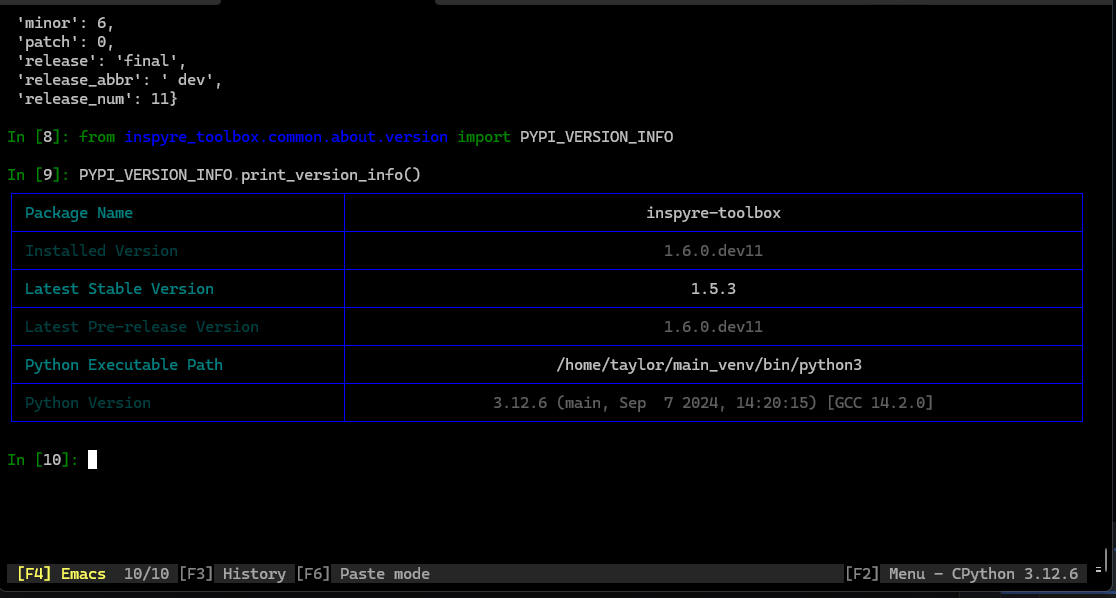 'minor': 6,
'patch': 0,
'release': 'final',
'release_abbr': ' dev',
'release_num': 11}
In [8]: from inspyre_toolbox.common.about.version import PYPI_VERSION_INFO
In [9]: PYPI_VERSION_INFO.print_version_info()
Package Name inspyre-toolbox
Installed Version 1.6.0.dev11
Latest Stable Version 1.5.3
Latest Pre-release Version 1.6.0.dev11
Python Executable Path /home/taylor/main_venv/bin/python3
Python Version 3.12.6 (main, Sep  7 2024, 14:20:15) [GCC 14.2.0]
In [10]:
[F4] Emacs 10/10 [F3] History [F6] Paste mode [F2] Menu - CPython 3.12.6